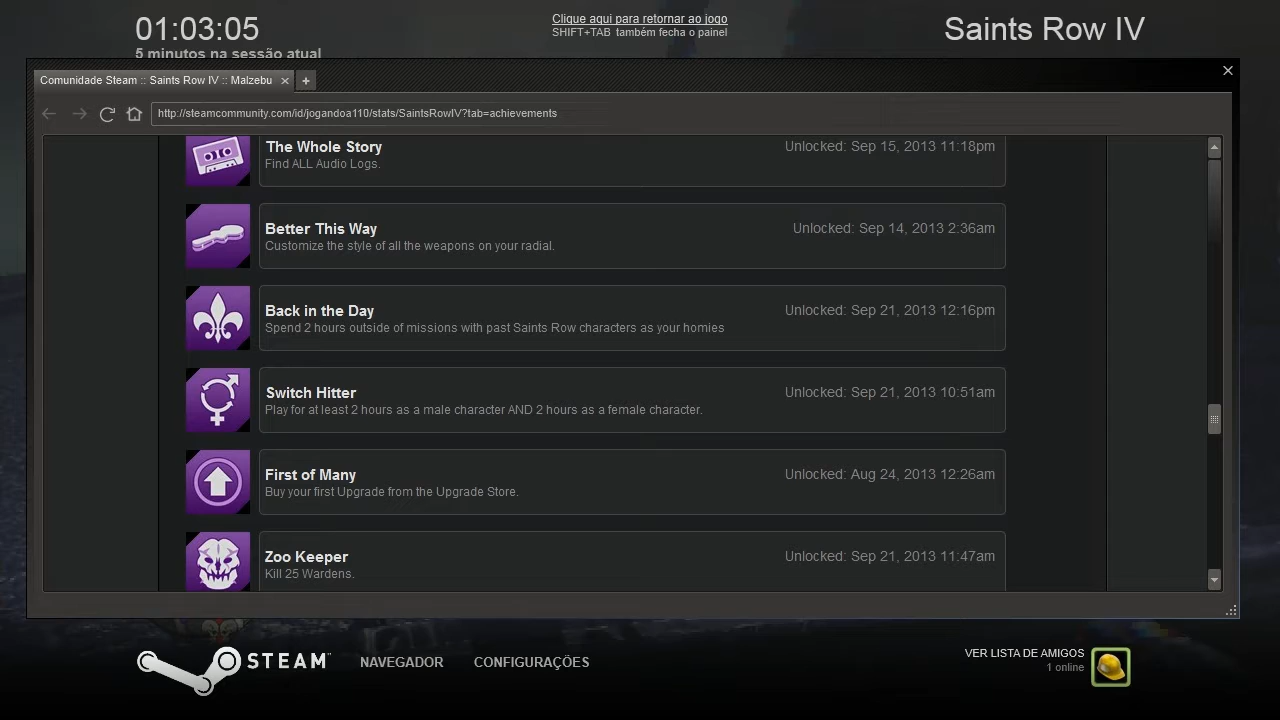 01:03:05
5 minutos na sessão atual
Clique aqui para retornar ao jogo
SHIFT+TAB também fecha o painel
Saints Row IV
Comunidade Steam :: Saints Row IV :: Malzebu
http://steamcommunity.com/id/jogandoa110/stats/SaintsRowIV?tab=achievements
The Whole Story
Unlocked: Sep 15, 2013 11:18pm
Find ALL Audio Logs.
Better This Way
Unlocked: Sep 14, 2013 2:36am
Customize the style of all the weapons on your radial.
Back in the Day
Unlocked: Sep 21, 2013 12:16pm
Spend 2 hours outside of missions with past Saints Row characters as your homies
Switch Hitter
Unlocked: Sep 21, 2013 10:51am
Play for at least 2 hours as a male character AND 2 hours as a female character.
First of Many
Unlocked: Aug 24, 2013 12:26am
Buy your first Upgrade from the Upgrade Store.
Zoo Keeper
Unlocked: Sep 21, 2013 11:47am
Kill 25 Wardens.
STEAM™
NAVEGADOR
CONFIGURAÇÕES
VER LISTA DE AMIGOS
1 online